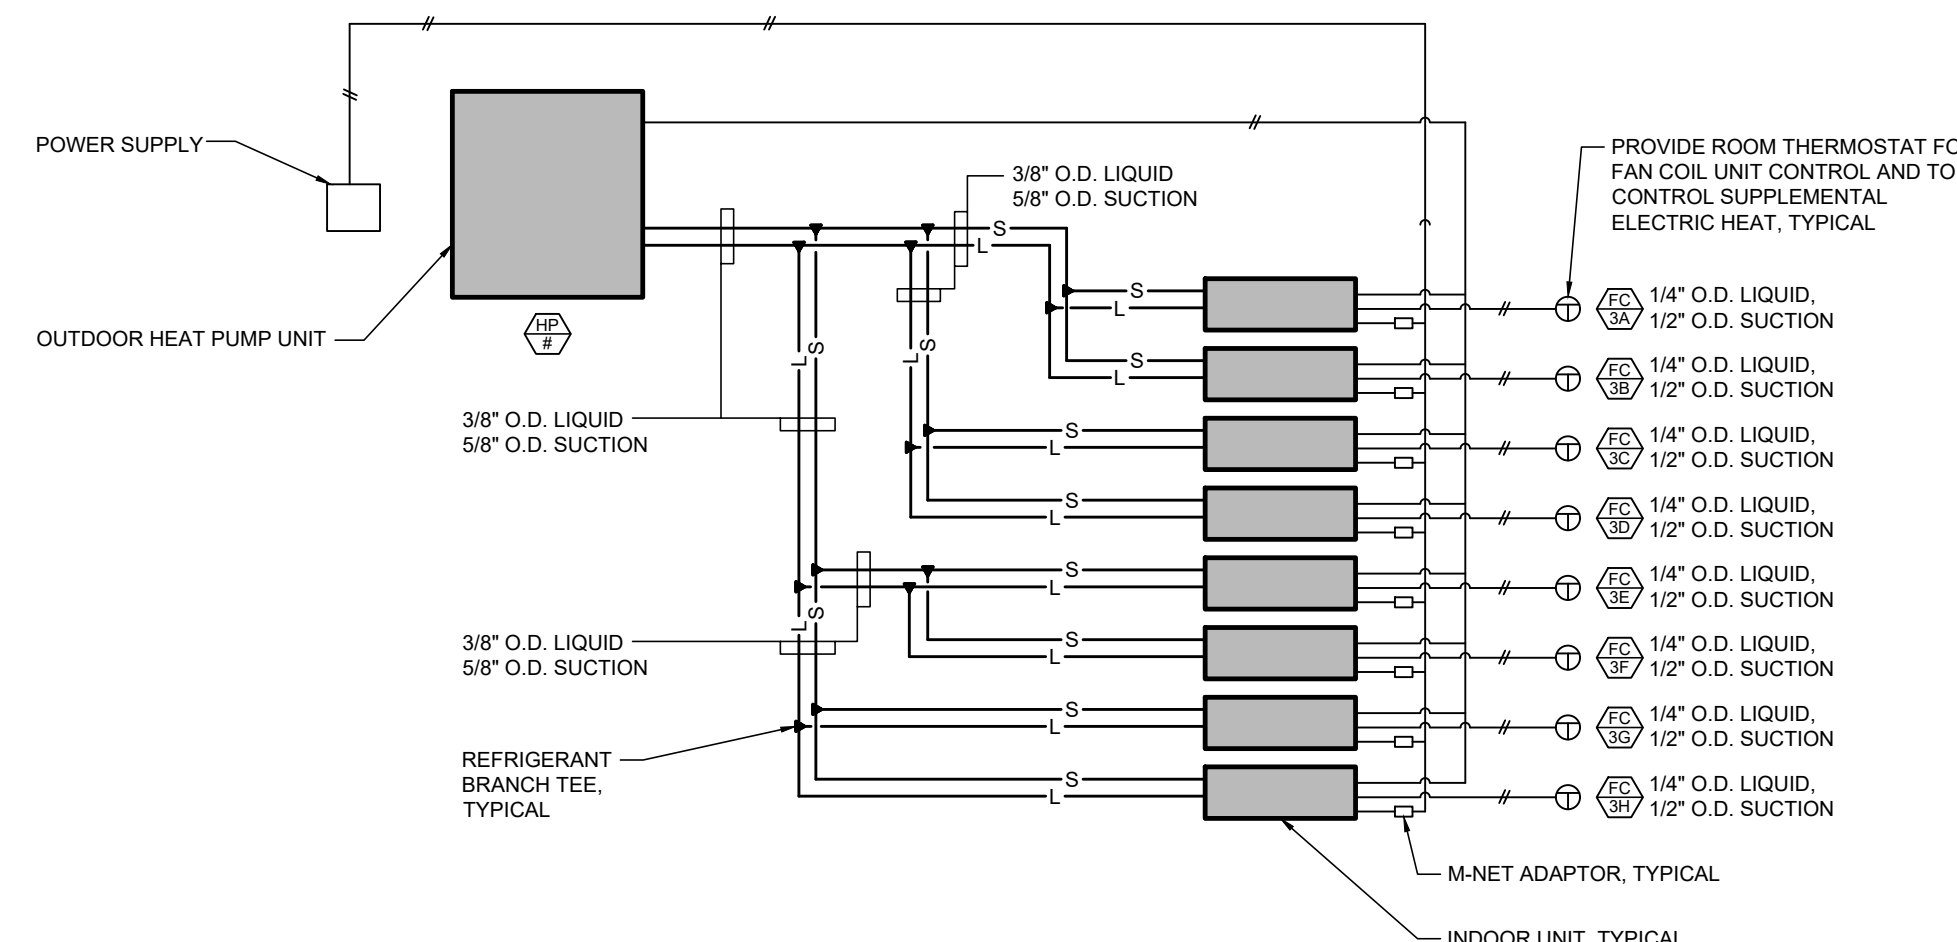 POWER SUPPLY
OUTDOOR HEAT PUMP UNIT
HP
#
3/8" O.D. LIQUID
5/8" O.D. SUCTION
S
L
PROVIDE ROOM THERMOSTAT FO
FAN COIL UNIT CONTROL AND TO
CONTROL SUPPLEMENTAL
ELECTRIC HEAT, TYPICAL
S
L
T
FC
3A
1/4" O.D. LIQUID,
1/2" O.D. SUCTION
L
S
L
S
S
L
T
FC
3B
1/4" O.D. LIQUID,
1/2" O.D. SUCTION
3/8" O.D. LIQUID
5/8" O.D. SUCTION
S
L
T
FC
3C
1/4" O.D. LIQUID,
1/2" O.D. SUCTION
S
L
T
FC
3D
1/4" O.D. LIQUID,
1/2" O.D. SUCTION
S
L
T
FC
3E
1/4" O.D. LIQUID,
1/2" O.D. SUCTION
L
S
3/8" O.D. LIQUID
5/8" O.D. SUCTION
S
L
T
FC
3F
1/4" O.D. LIQUID,
1/2" O.D. SUCTION
S
L
T
FC
3G
1/4" O.D. LIQUID,
1/2" O.D. SUCTION
REFRIGERANT
BRANCH TEE,
TYPICAL
S
L
T
FC
3H
1/4" O.D. LIQUID,
1/2" O.D. SUCTION
M-NET ADAPTOR, TYPICAL
INDOOR UNIT, TYPICAL